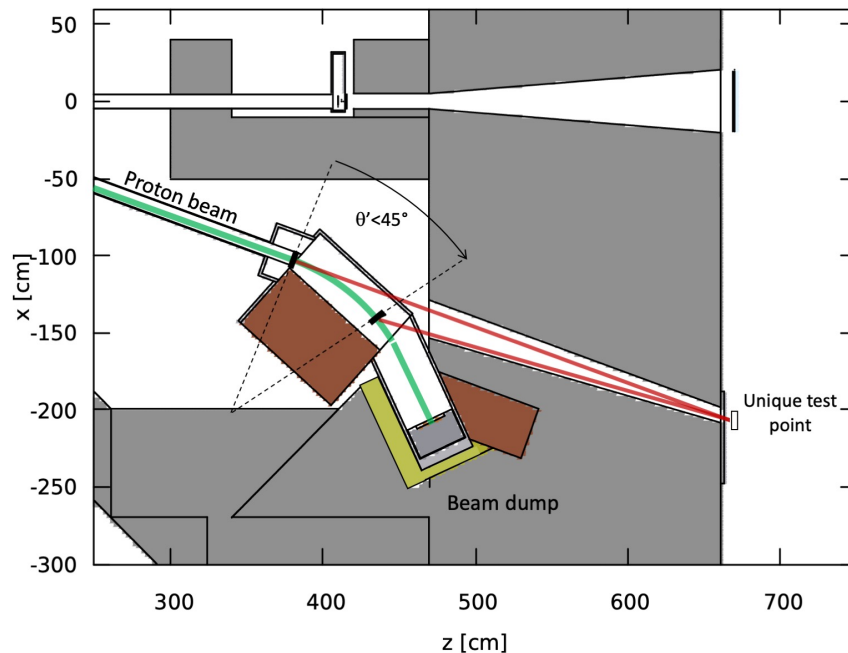 50
0
-50
-100
-150
-200
-250
-300
x [cm]
Proton beam
θ'<45°
Unique test
point
Beam dump
300
400
500
600
700
z [cm]